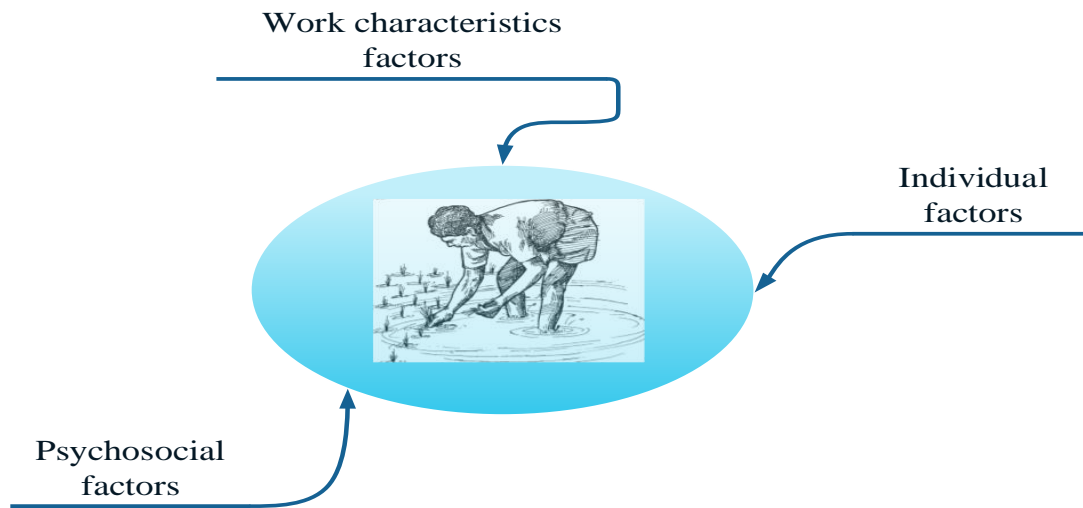 Work characteristics
factors
Individual
factors
Psychosocial
factors